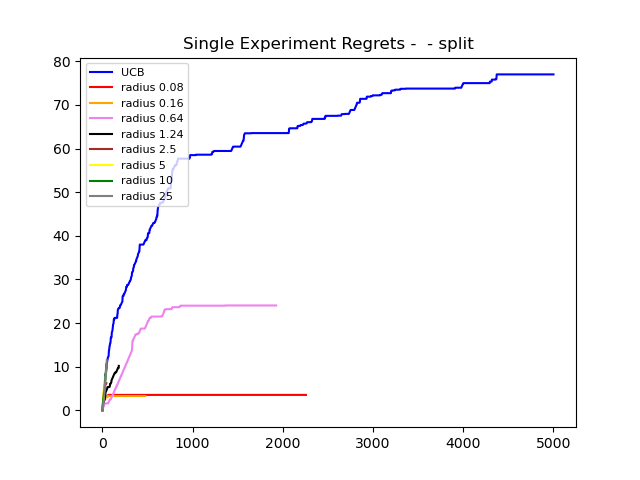 Single Experiment Regrets -  - split
80
70
60
50
40
30
20
10
0
UCB
radius 0.08
radius 0.16
radius 0.64
radius 1.24
radius 2.5
radius 5
radius 10
radius 25
0 1000 2000 3000 4000 5000